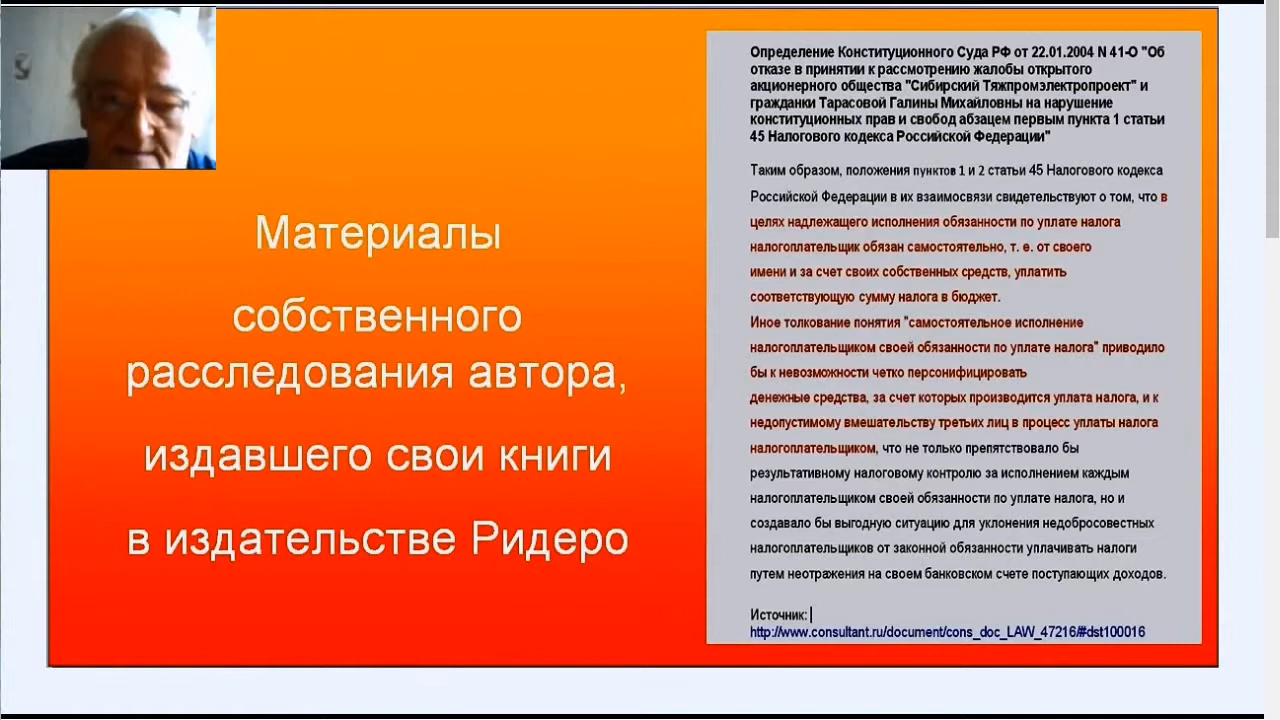 Материалы
собственного
расследования автора,
издавшего свои книги
в издательстве Ридеро
Определение Конституционного Суда РФ от 22.01.2004 N 41-О "Об
отказе в принятии к рассмотрению жалобы открытого
акционерного общества "Сибирский Тяжпромэлектропроект" и
гражданки Тарасовой Галины Михайловны на нарушение
конституционных прав и свобод абзацем первым пункта 1 статьи
45 Налогового кодекса Российской Федерации"
Таким образом, положения пунктов 1 и 2 статьи 45 Налогового кодекса
Российской Федерации в их взаимосвязи свидетельствуют о том, что в
целях надлежащего исполнения обязанности по уплате налога
налогоплательщик обязан самостоятельно, т. е. от своего
имени и за счет своих собственных средств, уплатить
соответствующую сумму налога в бюджет.
Иное толкование понятия "самостоятельное исполнение
налогоплательщиком своей обязанности по уплате налога" приводило
бы к невозможности четко персонифицировать
денежные средства, за счет которых производится уплата налога, и к
недопустимому вмешательству третьих лиц в процесс уплаты налога
налогоплательщиком, что не только препятствовало бы
результативному налоговому контролю за исполнением каждым
налогоплательщиком своей обязанности по уплате налога, но и
создавало бы выгодную ситуацию для уклонения недобросовестных
налогоплательщиков от законной обязанности уплачивать налоги
путем неотражения на своем банковском счете поступающих доходов.
Источник:
http://www.consultant.ru/document/cons_doc_LAW_47216/#dst100016